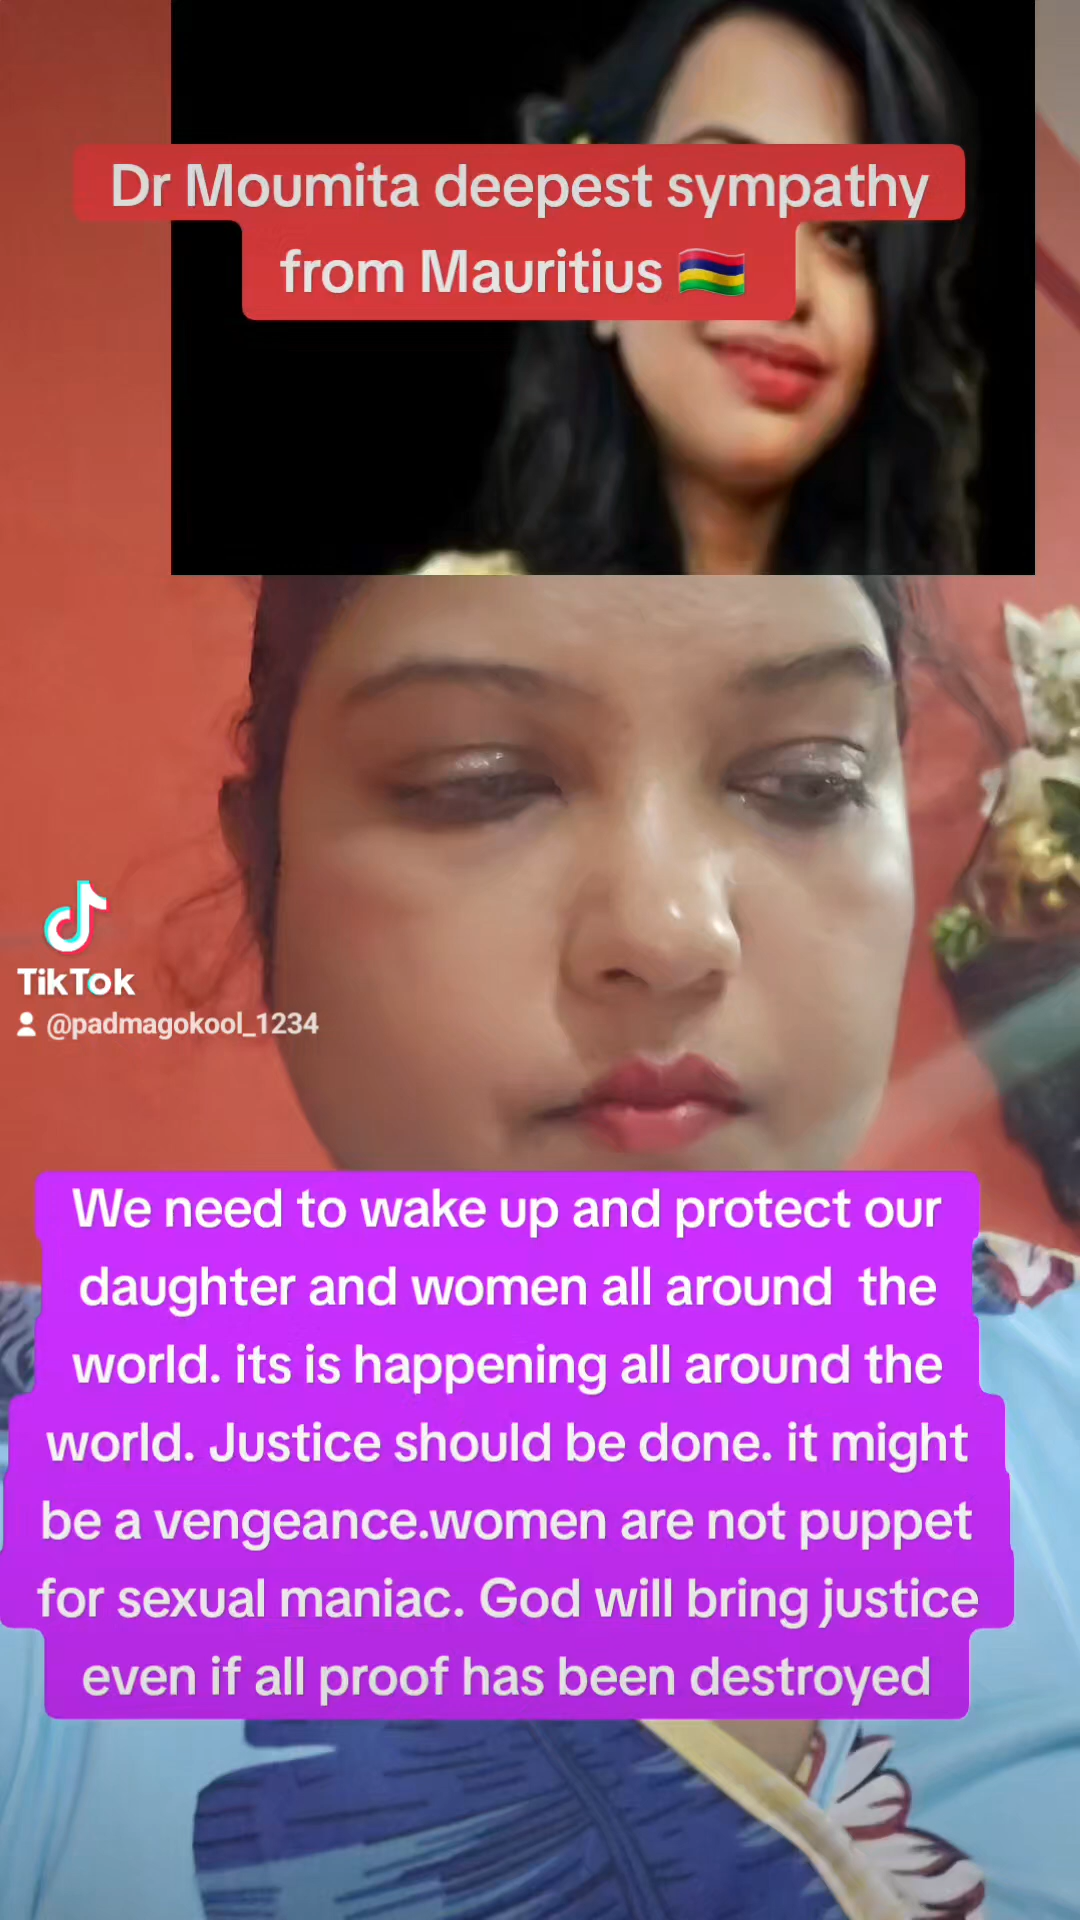 Dr Moumita deepest sympathy
from Mauritius 🇲🇺
TikTok
@padmagokool_1234
We need to wake up and protect our
daughter and women all around  the
world. its is happening all around the
world. Justice should be done. it might
be a vengeance.women are not puppet
for sexual maniac. God will bring justice
even if all proof has been destroyed